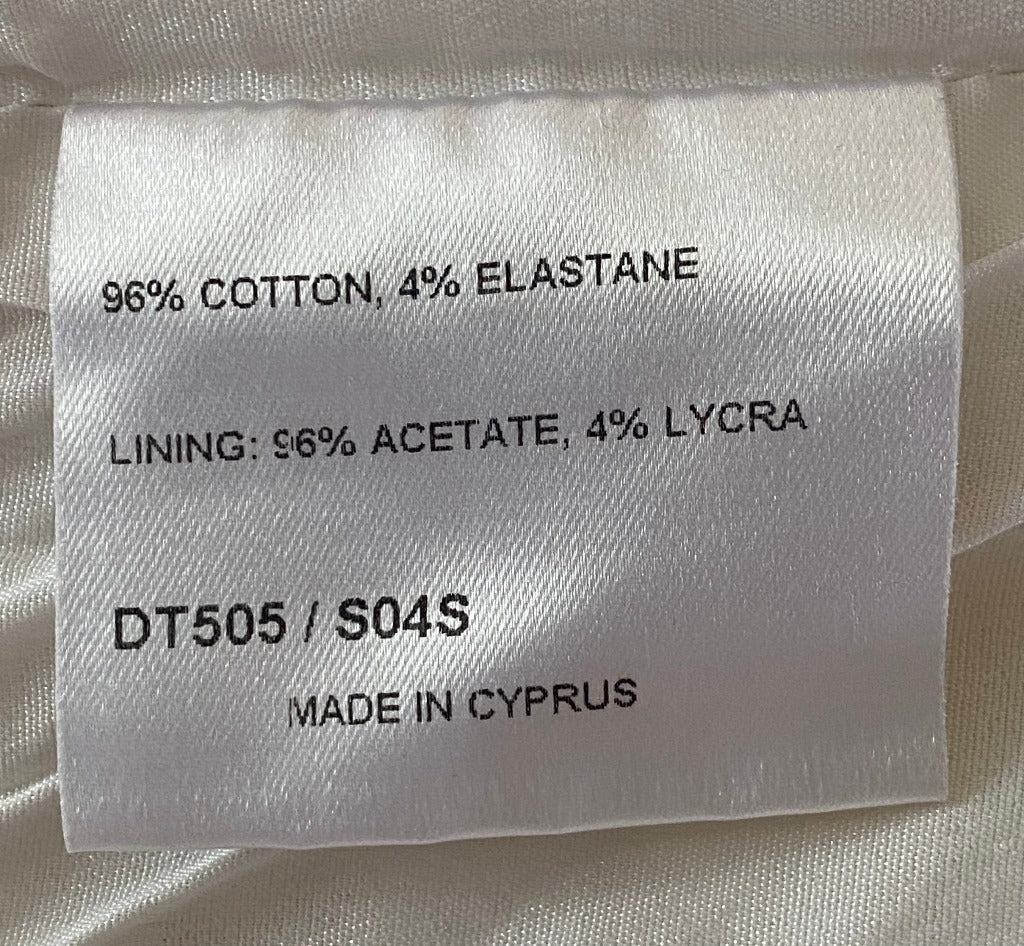 96% COTTON, 4% ELASTANE
LINING: 96% ACETATE, 4% LYCRA
DT505 / S04S
MADE IN CYPRUS